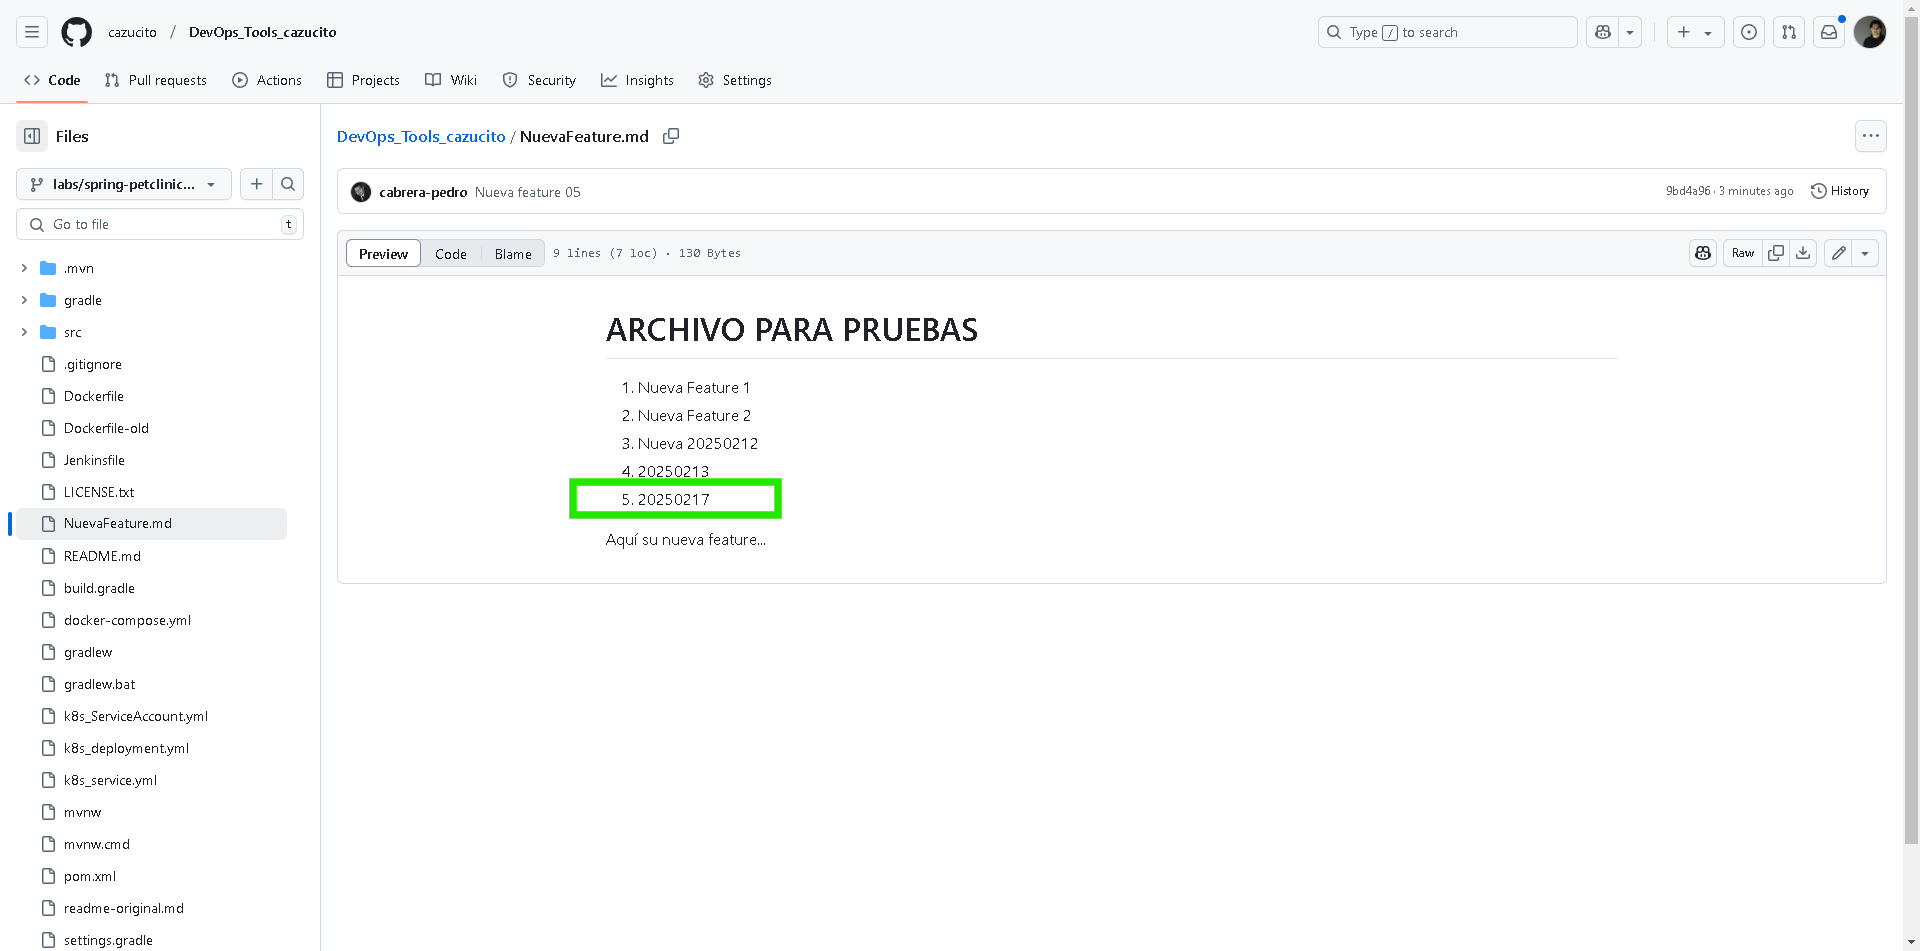 cazucito / DevOps_Tools_cazucito
Type / to search
Code Pull requests Actions Projects Wiki Security Insights Settings
Files
labs/spring-petclinic...
Go to file t
.mvn
gradle
src
.gitignore
Dockerfile
Dockerfile-old
Jenkinsfile
LICENSE.txt
NuevaFeature.md
README.md
build.gradle
docker-compose.yml
gradlew
gradlew.bat
k8s_ServiceAccount.yml
k8s_deployment.yml
k8s_service.yml
mvnw
mvnw.cmd
pom.xml
readme-original.md
settings.gradle
DevOps_Tools_cazucito / NuevaFeature.md
cabrera-pedro Nueva feature 05 9bd4a96 · 3 minutes ago History
Preview Code Blame 9 lines (7 loc) · 130 Bytes Raw
ARCHIVO PARA PRUEBAS
1. Nueva Feature 1
2. Nueva Feature 2
3. Nueva 20250212
4. 20250213
5. 20250217
Aquí su nueva feature...